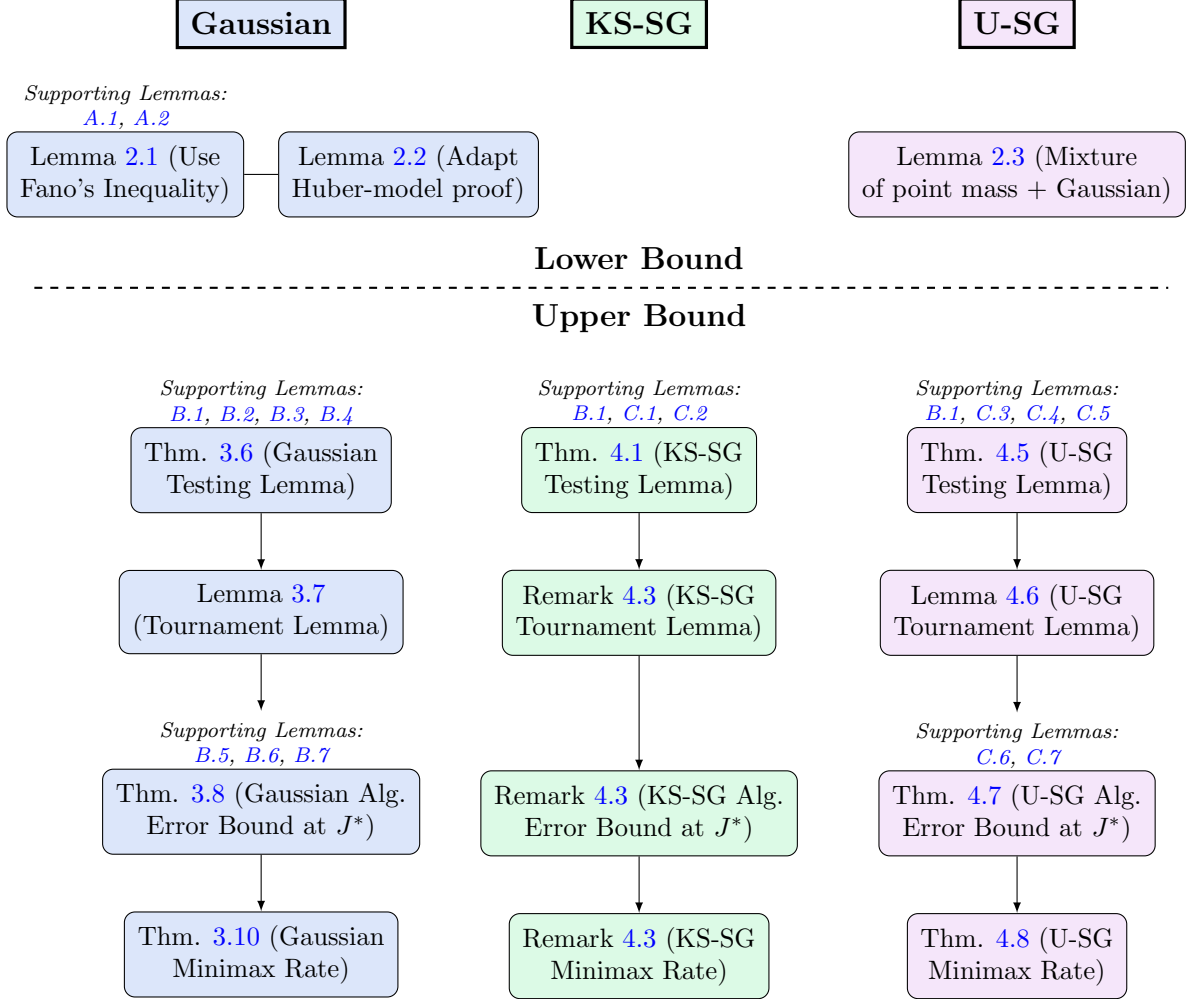 Gaussian
KS-SG
U-SG
Supporting Lemmas:
A.1, A.2
Lemma 2.1 (Use
Fano's Inequality)
Lemma 2.2 (Adapt
Huber-model proof)
Lemma 2.3 (Mixture
of point mass + Gaussian)
Lower Bound
Upper Bound
Supporting Lemmas:
B.1, B.2, B.3, B.4
Thm. 3.6 (Gaussian
Testing Lemma)
Supporting Lemmas:
B.1, C.1, C.2
Thm. 4.1 (KS-SG
Testing Lemma)
Supporting Lemmas:
B.1, C.3, C.4, C.5
Thm. 4.5 (U-SG
Testing Lemma)
Lemma 3.7
(Tournament Lemma)
Remark 4.3 (KS-SG
Tournament Lemma)
Lemma 4.6 (U-SG
Tournament Lemma)
Supporting Lemmas:
B.5, B.6, B.7
Thm. 3.8 (Gaussian Alg.
Error Bound at J*)
Remark 4.3 (KS-SG Alg.
Error Bound at J*)
Supporting Lemmas:
C.6, C.7
Thm. 4.7 (U-SG Alg.
Error Bound at J*)
Thm. 3.10 (Gaussian
Minimax Rate)
Remark 4.3 (KS-SG
Minimax Rate)
Thm. 4.8 (U-SG
Minimax Rate)